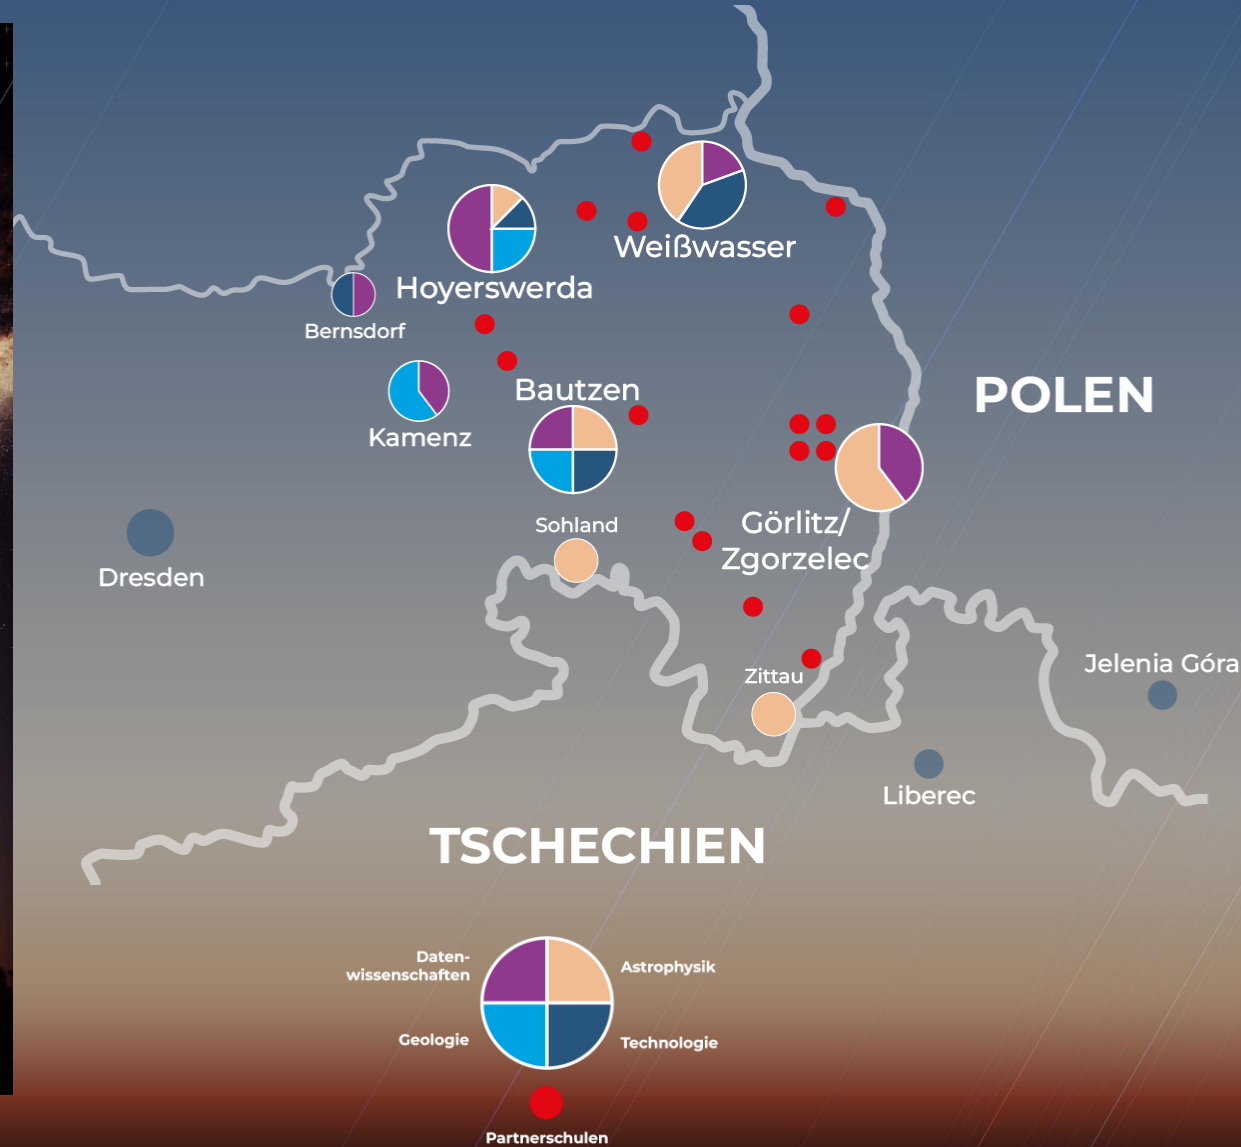 Weißwasser
Hoyerswerda
Bernsdorf
Bautzen
POLEN
Kamenz
Sohland
Görlitz/
Zgorzelec
Dresden
Zittau
Jelenia Góra
Liberec
TSCHECHIEN
Daten-
wissenschaften
Astrophysik
Geologie
Technologie
Partnerschulen